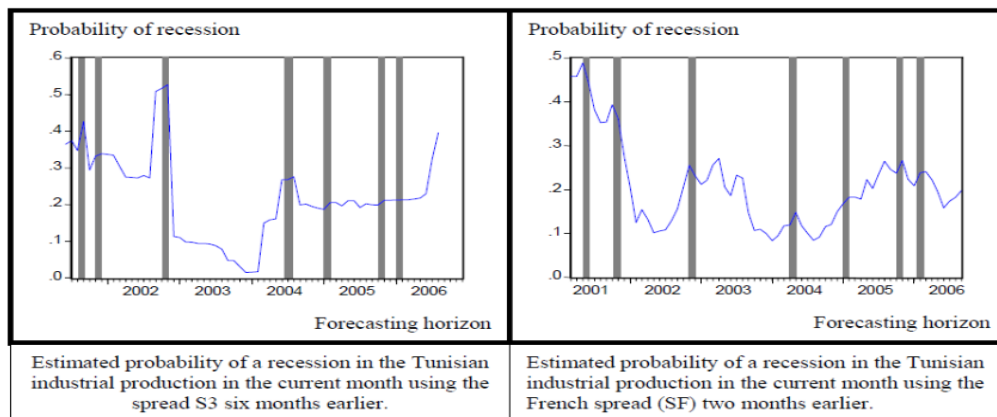 Probability of recession
.6
.5
.4
.3
.2
.1
.0
2002 2003 2004 2005 2006
Forecasting horizon
Estimated probability of a recession in the Tunisian
industrial production in the current month using the
spread S3 six months earlier.
Probability of recession
.5
.4
.3
.2
.1
.0
2001 2002 2003 2004 2005 2006
Forecasting horizon
Estimated probability of a recession in the Tunisian
industrial production in the current month using the
French spread (SF) two months earlier.